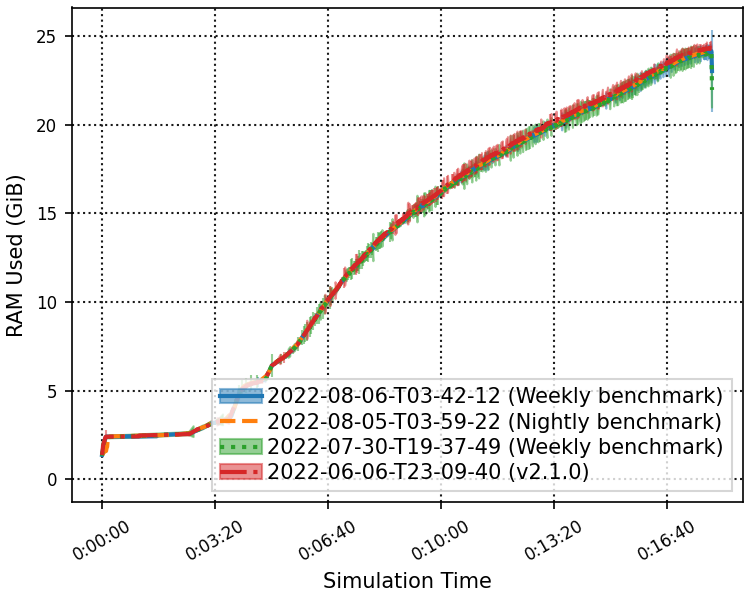 25
20
15
10
5
0
RAM Used (GiB)
2022-08-06-T03-42-12 (Weekly benchmark)
2022-08-05-T03-59-22 (Nightly benchmark)
2022-07-30-T19-37-49 (Weekly benchmark)
2022-06-06-T23-09-40 (v2.1.0)
0:00:00
0:03:20
0:06:40
0:10:00
0:13:20
0:16:40
Simulation Time